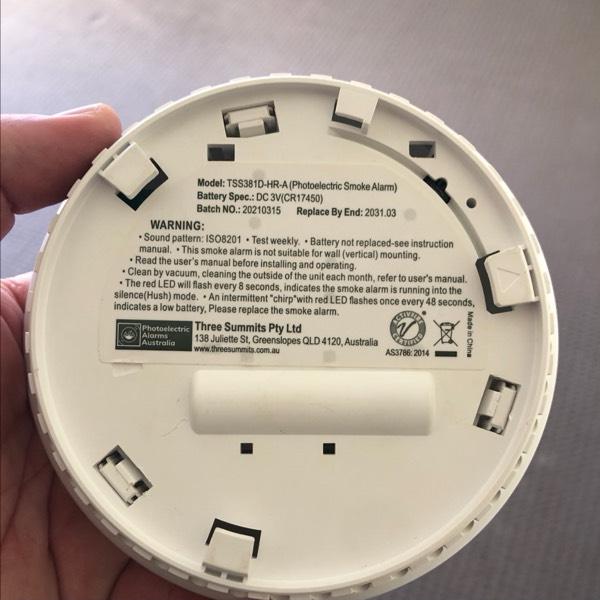 Model: TSS381D-HR-A (Photoelectric Smoke Alarm)
Battery Spec.: DC 3V(CR17450)
Batch NO.: 20210315 Replace By End: 2031.03
WARNING:
• Sound pattern: ISO8201 • Test weekly. • Battery not replaced-see instruction
manual. • This smoke alarm is not suitable for wall (vertical) mounting.
• Read the user's manual before installing and operating.
• Clean by vacuum, cleaning the outside of the unit each month, refer to user's manual.
• The red LED will flash every 8 seconds, indicates the smoke alarm is running into the
silence(Hush) mode. • An intermittent "chirp"with red LED flashes once every 48 seconds,
indicates a low battery, Please replace the smoke alarm.
Photoelectric
Alarms
Australia
Three Summits Pty Ltd
138 Juliette St, Greenslopes QLD 4120, Australia
www.threesummits.com.au
AS3786: 2014
Made in China